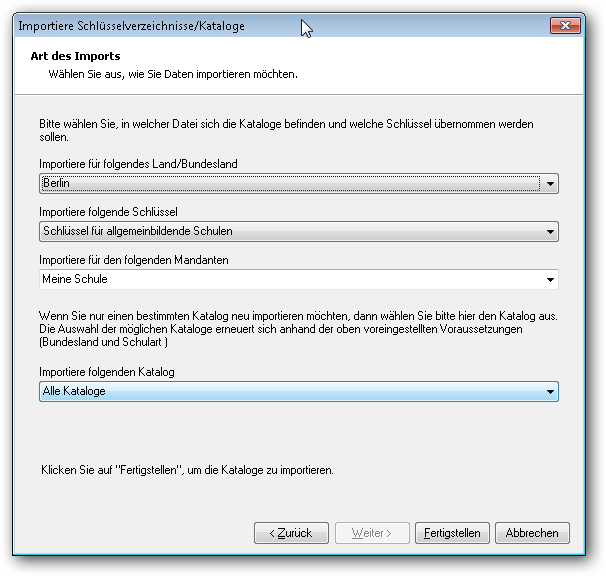 Importiere Schlüsselverzeichnisse/Kataloge
Art des Imports
Wählen Sie aus, wie Sie Daten importieren möchten.
Bitte wählen Sie, in welcher Datei sich die Kataloge befinden und welche Schlüssel übernommen werden
sollen.
Importiere für folgendes Land/Bundesland
Berlin
Importiere folgende Schlüssel
Schlüssel für allgemeinbildende Schulen
Importiere für den folgenden Mandanten
Meine Schule
Wenn Sie nur einen bestimmten Katalog neu importieren möchten, dann wählen Sie bitte hier den Katalog aus.
Die Auswahl der möglichen Kataloge erneuert sich anhand der oben voreingestellten Voraussetzungen
(Bundesland und Schulart )
Importiere folgenden Katalog
Alle Kataloge
Klicken Sie auf "Fertigstellen", um die Kataloge zu importieren.
< Zurück Weiter > Fertigstellen Abbrechen